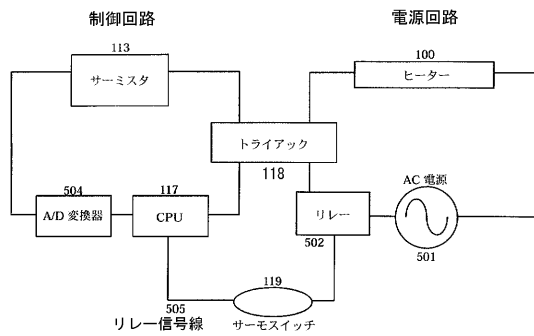 制御回路
電源回路
113
サーミスタ
100
ヒーター
トライアック
118
504
A/D 変換器
117
CPU
リレー
502
AC 電源
501
119
サーモスイッチ
505
リレー信号線